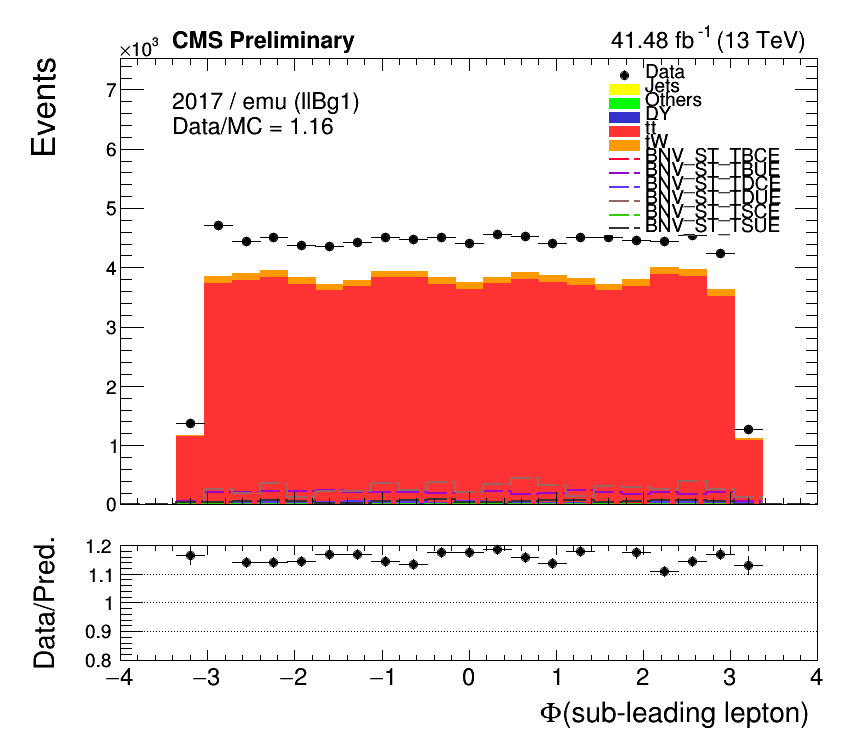 ×10³ CMS Preliminary 41.48 fb⁻¹ (13 TeV)
Events
2017 / emu (llBg1)
Data/MC = 1.16
Data
Jets
Others
DY
tt
tW
BNV_ST_TBCE
BNV_ST_TBUE
BNV_ST_TDCE
BNV_ST_TDUE
BNV_ST_TSCE
BNV_ST_TSUE
7
6
5
4
3
2
1
0
Data/Pred.
1.2
1.1
1
0.9
0.8
−4 −3 −2 −1 0 1 2 3 4
Φ(sub-leading lepton)